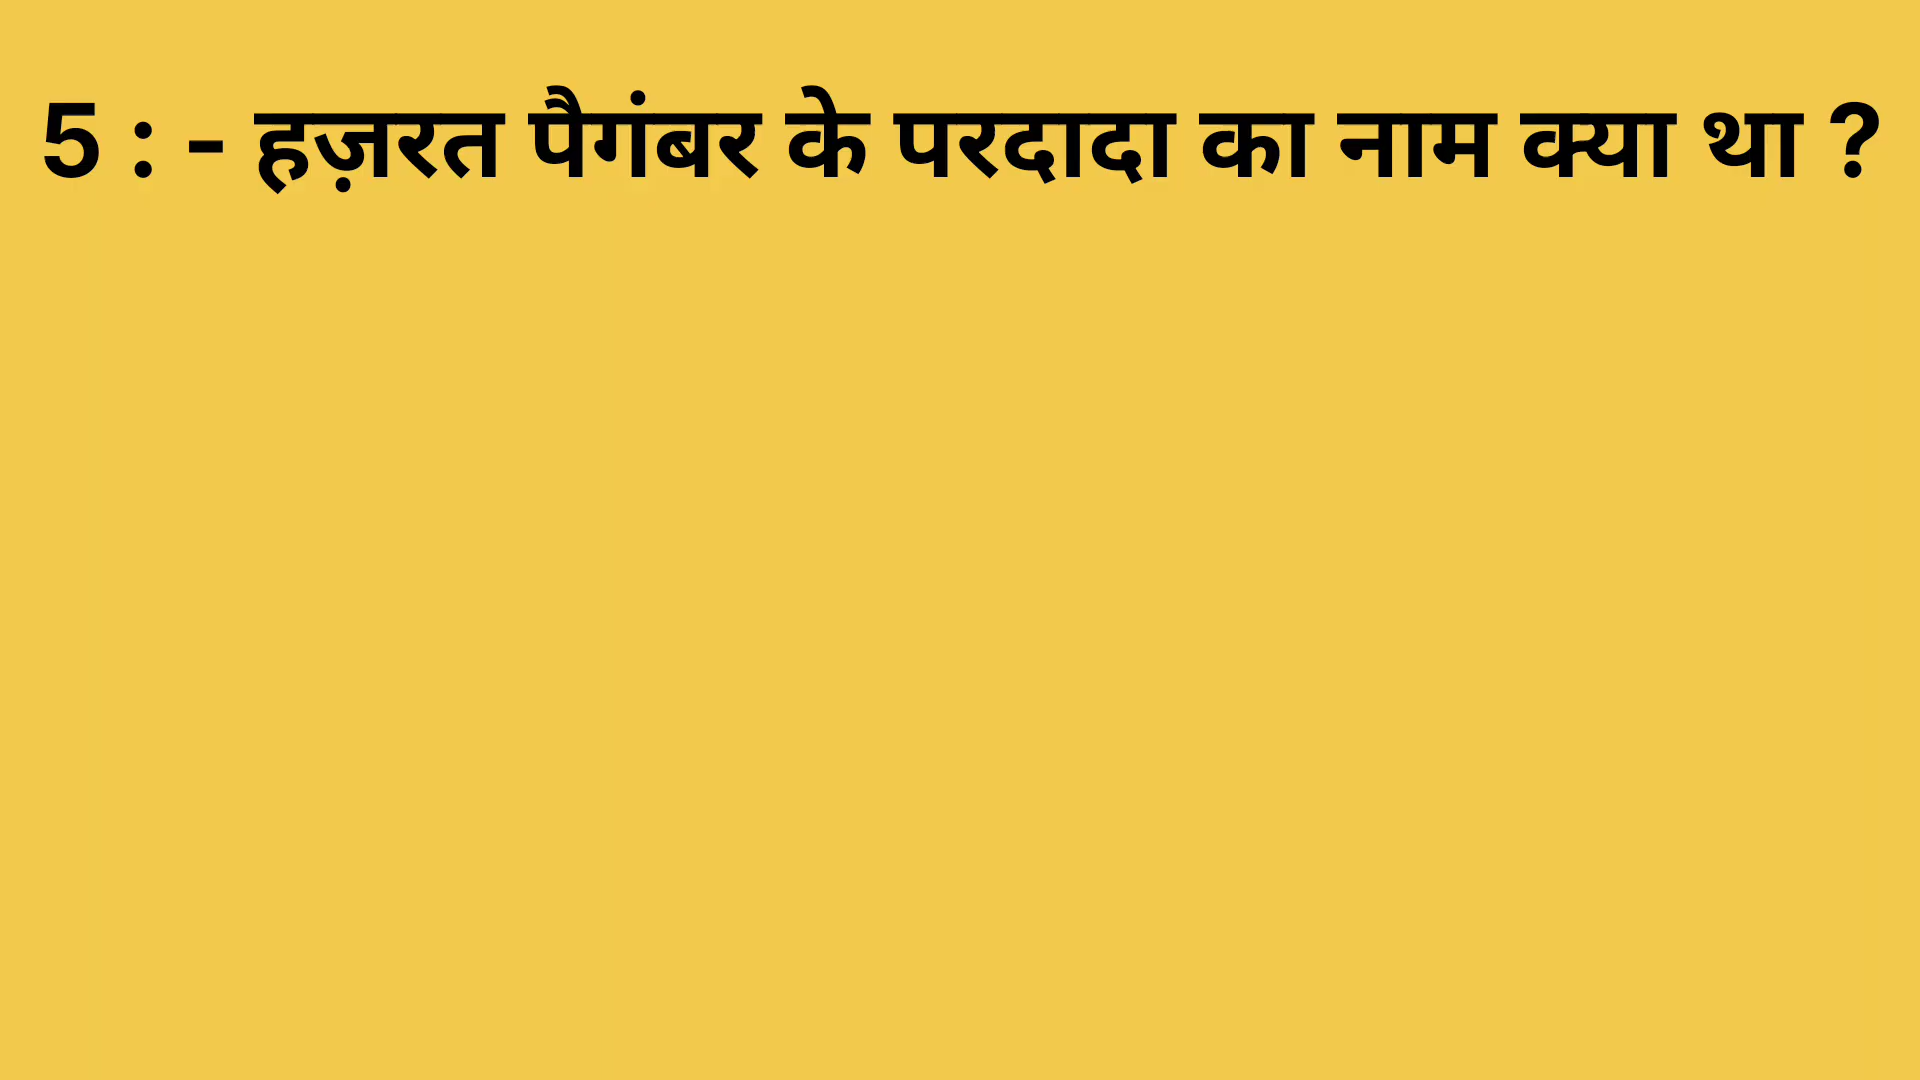 5 : - हज़रत पैगंबर के परदादा का नाम क्या था ?